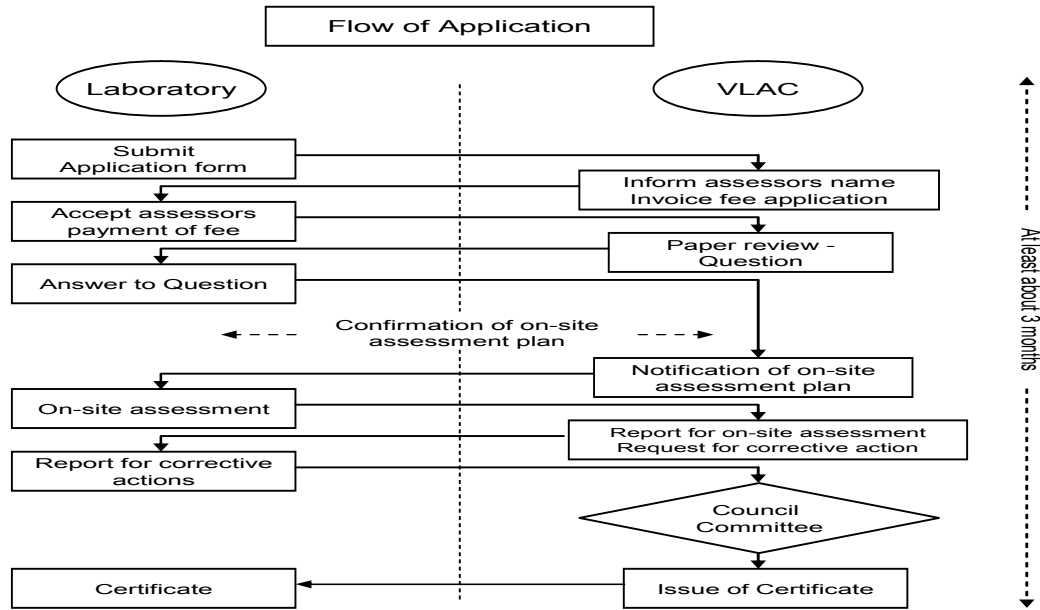 Flow of Application
Laboratory
VLAC
Submit
Application form
Inform assessors name
Invoice fee application
Accept assessors
payment of fee
Paper review -
Question
Answer to Question
Confirmation of on-site
assessment plan
Notification of on-site
assessment plan
On-site assessment
Report for on-site assessment
Request for corrective action
Report for corrective
actions
Council
Committee
Certificate
Issue of Certificate
At least about 3 months